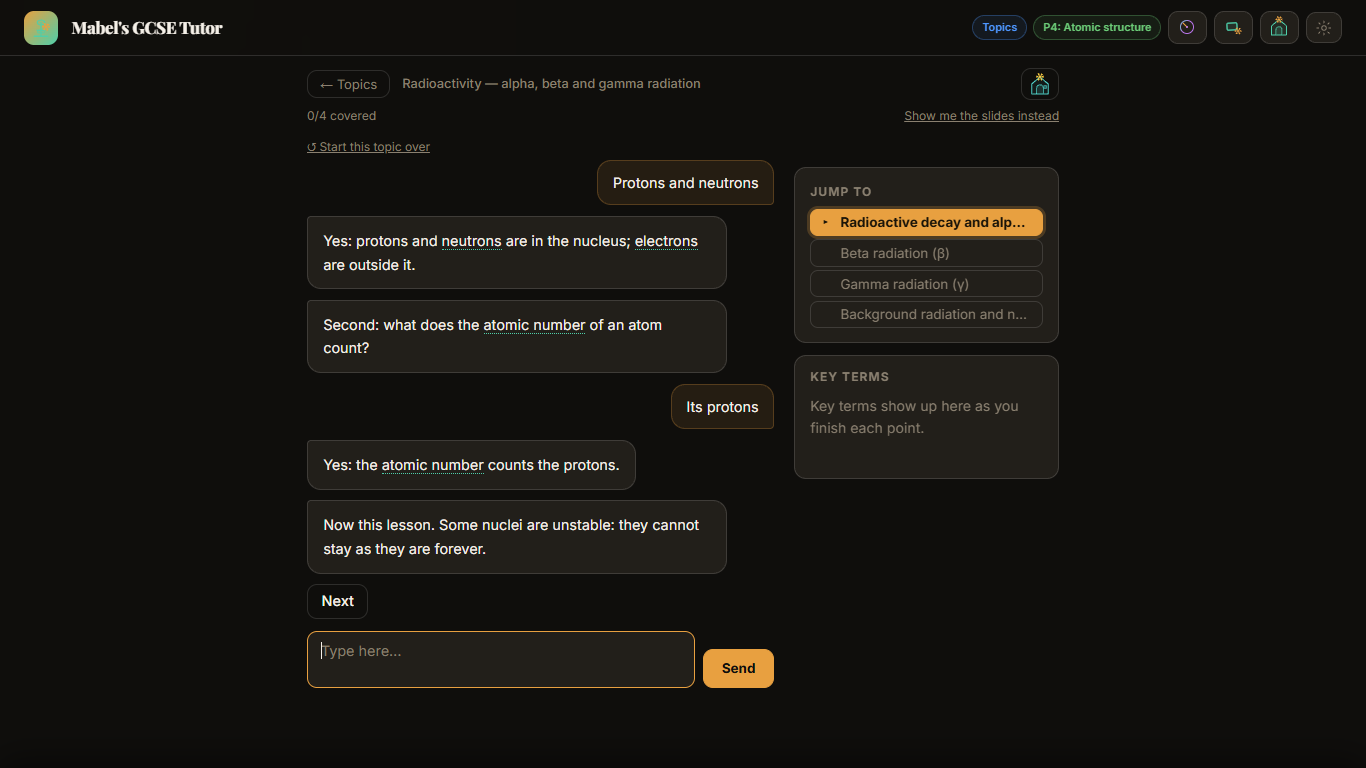 Mabel's GCSE Tutor
Topics
P4: Atomic structure
← Topics
Radioactivity — alpha, beta and gamma radiation
0/4 covered
Show me the slides instead
↺ Start this topic over
Protons and neutrons
Yes: protons and neutrons are in the nucleus; electrons
are outside it.
Second: what does the atomic number of an atom
count?
Its protons
Yes: the atomic number counts the protons.
Now this lesson. Some nuclei are unstable: they cannot
stay as they are forever.
Next
Type here...
Send
JUMP TO
▸ Radioactive decay and alp...
Beta radiation (β)
Gamma radiation (γ)
Background radiation and n...
KEY TERMS
Key terms show up here as you
finish each point.